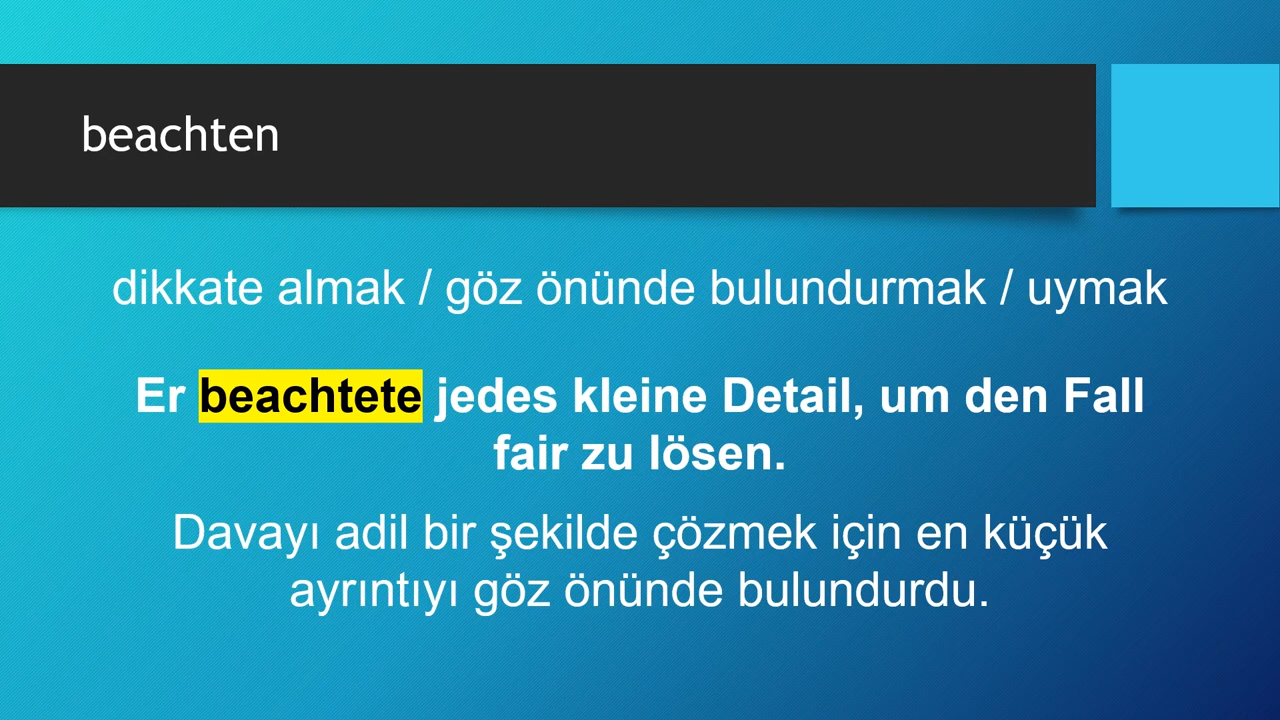 beachten
dikkate almak / göz önünde bulundurmak / uymak
Er beachtete jedes kleine Detail, um den Fall
fair zu lösen.
Davayı adil bir şekilde çözmek için en küçük
ayrıntıyı göz önünde bulundurdu.